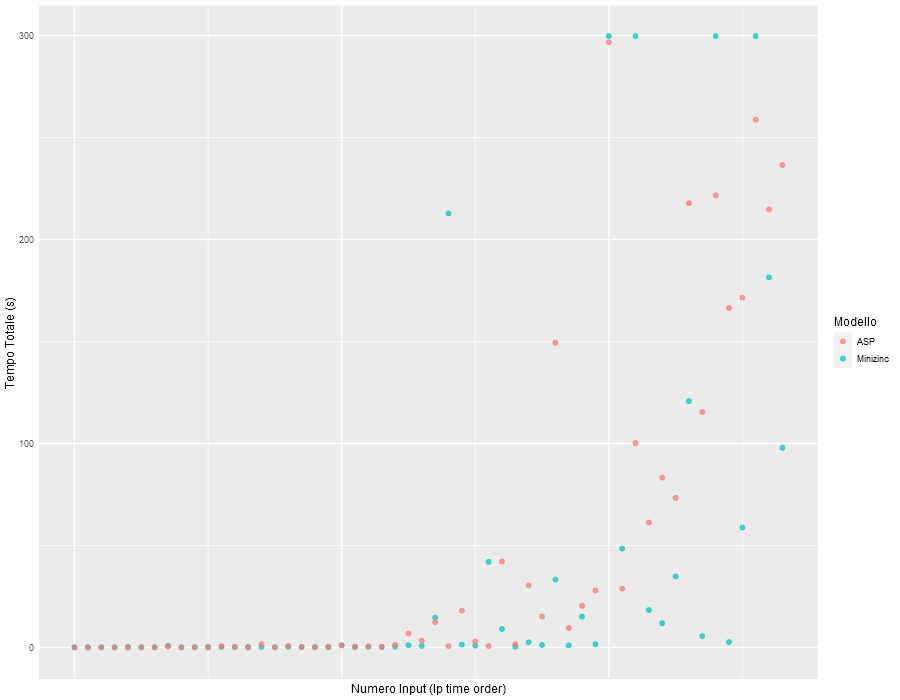 300
200
100
0
Tempo Totale (s)
Numero Input (lp time order)
Modello
ASP
Minizinc